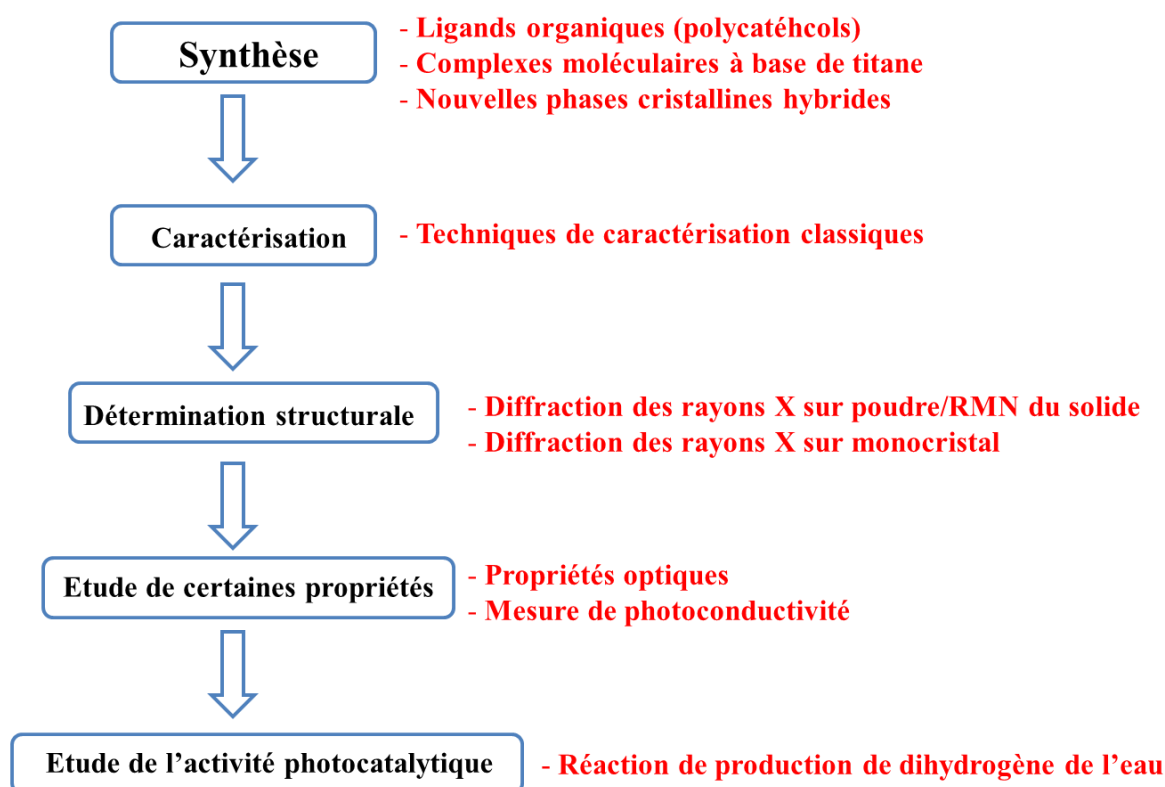 Synthèse
- Ligands organiques (polycatéhcols)
- Complexes moléculaires à base de titane
- Nouvelles phases cristallines hybrides
Caractérisation
- Techniques de caractérisation classiques
Détermination structurale
- Diffraction des rayons X sur poudre/RMN du solide
- Diffraction des rayons X sur monocristal
Etude de certaines propriétés
- Propriétés optiques
- Mesure de photoconductivité
Etude de l’activité photocatalytique
- Réaction de production de dihydrogène de l’eau